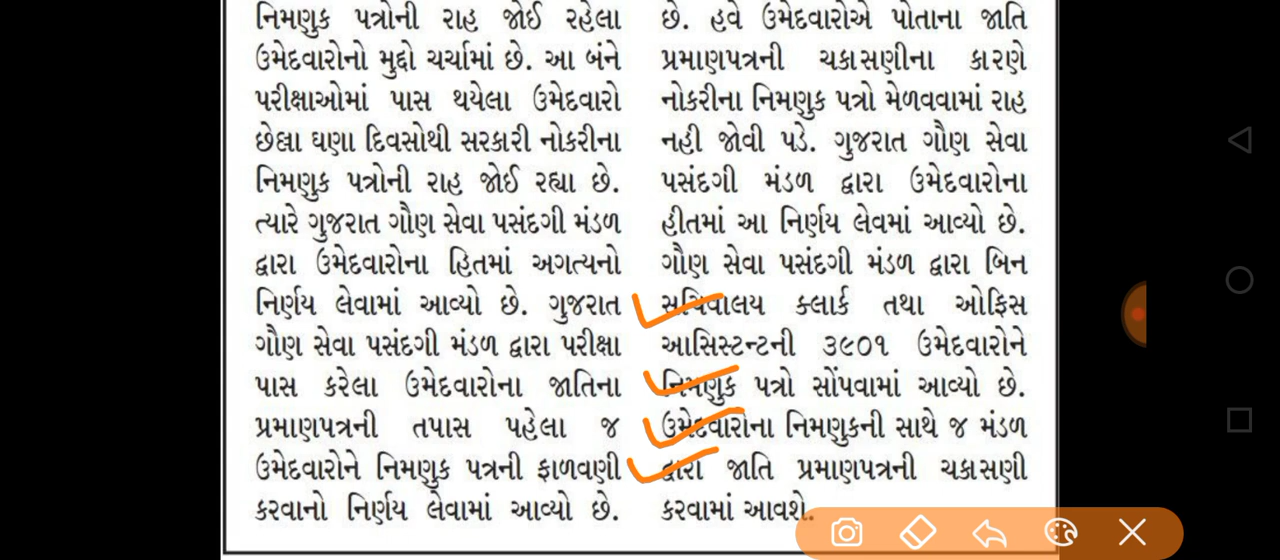 નિમણુક પત્રોની રાહ જોઈ રહેલા
ઉમેદવારોનો મુદ્દો ચર્ચામાં છે. આ બંને
પરીક્ષાઓમાં પાસ થયેલા ઉમેદવારો
છેલ્લા ઘણા દિવસોથી સરકારી નોકરીના
નિમણુક પત્રોની રાહ જોઈ રહ્યા છે.
ત્યારે ગુજરાત ગૌણ સેવા પસંદગી મંડળ
દ્વારા ઉમેદવારોના હિતમાં અગત્યનો
નિર્ણય લેવામાં આવ્યો છે. ગુજરાત
ગૌણ સેવા પસંદગી મંડળ દ્વારા પરીક્ષા
પાસ કરેલા ઉમેદવારોના જાતિના
પ્રમાણપત્રની તપાસ પહેલા જ
ઉમેદવારોને નિમણુક પત્રની ફાળવણી
કરવાનો નિર્ણય લેવામાં આવ્યો છે.
છે. હવે ઉમેદવારોએ પોતાના જાતિ
પ્રમાણપત્રની ચકાસણીના કારણે
નોકરીના નિમણુક પત્રો મેળવવામાં રાહ
નહી જોવી પડે. ગુજરાત ગૌણ સેવા
પસંદગી મંડળ દ્વારા ઉમેદવારોના
હીતમાં આ નિર્ણય લેવમાં આવ્યો છે.
ગૌણ સેવા પસંદગી મંડળ દ્વારા બિન
સચિવાલય ક્લાર્ક તથા ઓફિસ
આસિસ્ટન્ટની ૩૯૦૧ ઉમેદવારોને
નિમણુક પત્રો સોંપવામાં આવ્યો છે.
ઉમેદવારોના નિમણુકની સાથે જ મંડળ
દ્વારા જાતિ પ્રમાણપત્રની ચકાસણી
કરવામાં આવશે.